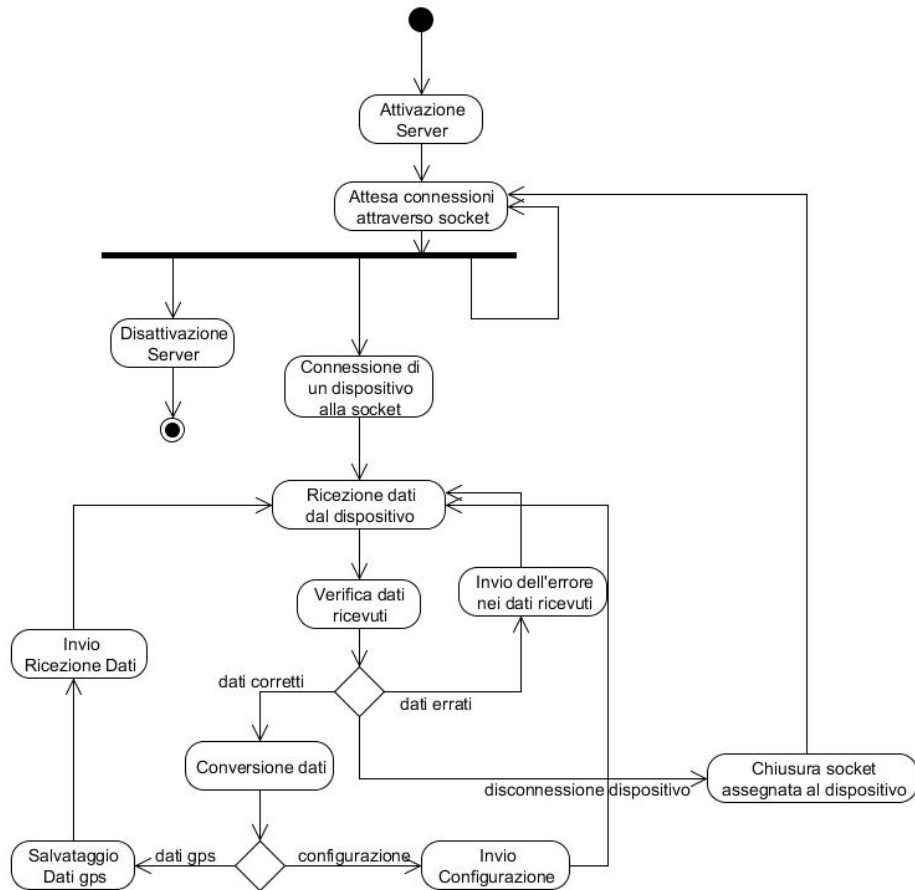 Attivazione
Server
Attesa connessioni
attraverso socket
Disattivazione
Server
Connessione di
un dispositivo
alla socket
Ricezione dati
dal dispositivo
Verifica dati
ricevuti
Invio dell'errore
nei dati ricevuti
Invio
Ricezione Dati
dati corretti
dati errati
Conversione dati
disconnessione dispositivo
Chiusura socket
assegnata al dispositivo
Salvataggio
Dati gps
dati gps
configurazione
Invio
Configurazione